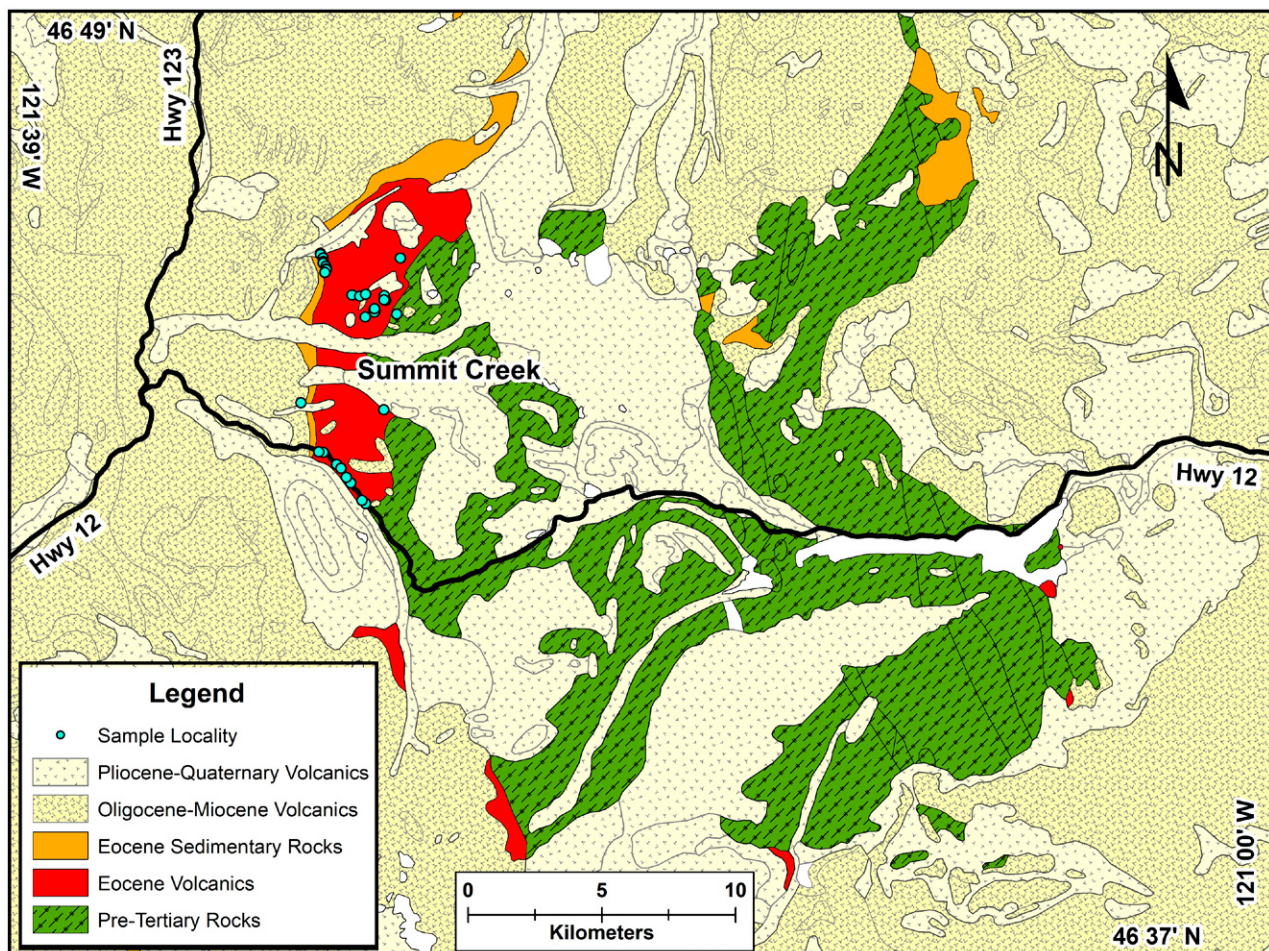 46 49' N
Hwy 123
121 39' W
N
Summit Creek
Hwy 12
Hwy 12
Legend
Sample Locality
Pliocene-Quaternary Volcanics
Oligocene-Miocene Volcanics
Eocene Sedimentary Rocks
Eocene Volcanics
Pre-Tertiary Rocks
0 5 10
Kilometers
121 00' W
46 37' N